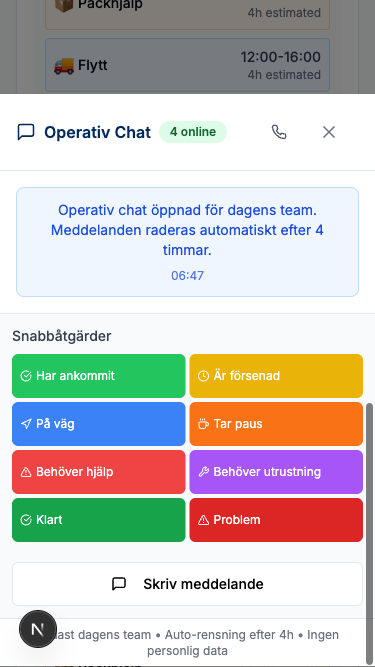 Packhjälp
4h estimated
Flytt
12:00-16:00
4h estimated
Operativ Chat
4 online
Operativ chat öppnad för dagens team.
Meddelanden raderas automatiskt efter 4
timmar.
06:47
Snabbåtgärder
Har ankommit
Är försenad
På väg
Tar paus
Behöver hjälp
Behöver utrustning
Klart
Problem
Skriv meddelande
N
dagens team • Auto-rensning efter 4h • Ingen
personlig data